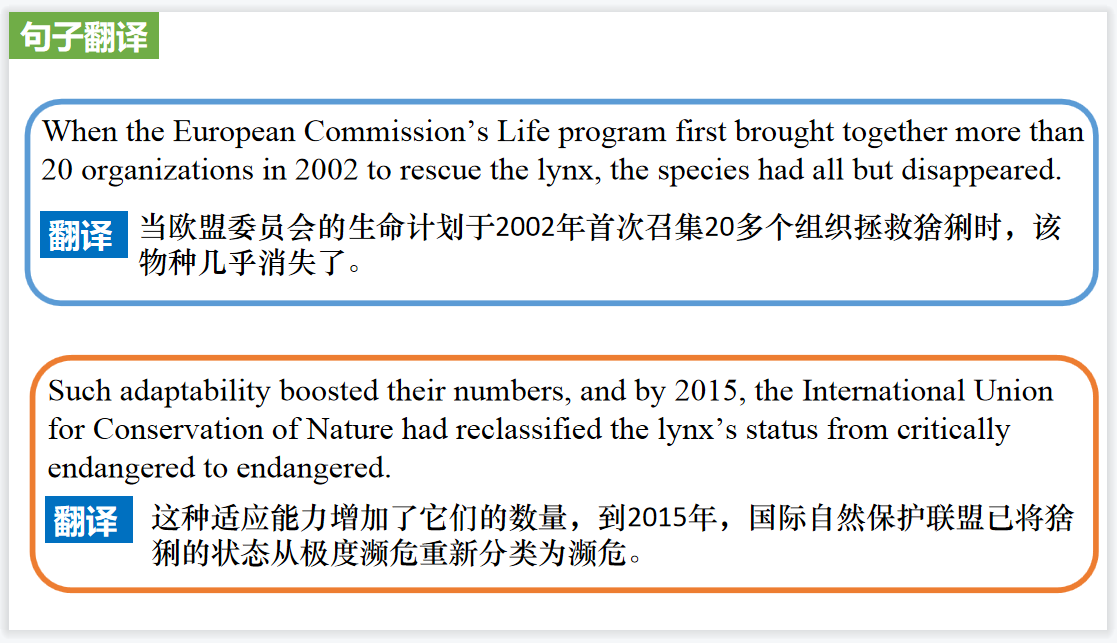 句子翻译
When the European Commission’s Life program first brought together more than
20 organizations in 2002 to rescue the lynx, the species had all but disappeared.
翻译
当欧盟委员会的生命计划于2002年首次召集20多个组织拯救猞猁时，该
物种几乎消失了。
Such adaptability boosted their numbers, and by 2015, the International Union
for Conservation of Nature had reclassified the lynx’s status from critically
endangered to endangered.
翻译
这种适应能力增加了它们的数量，到2015年，国际自然保护联盟已将猞
猁的状态从极度濒危重新分类为濒危。